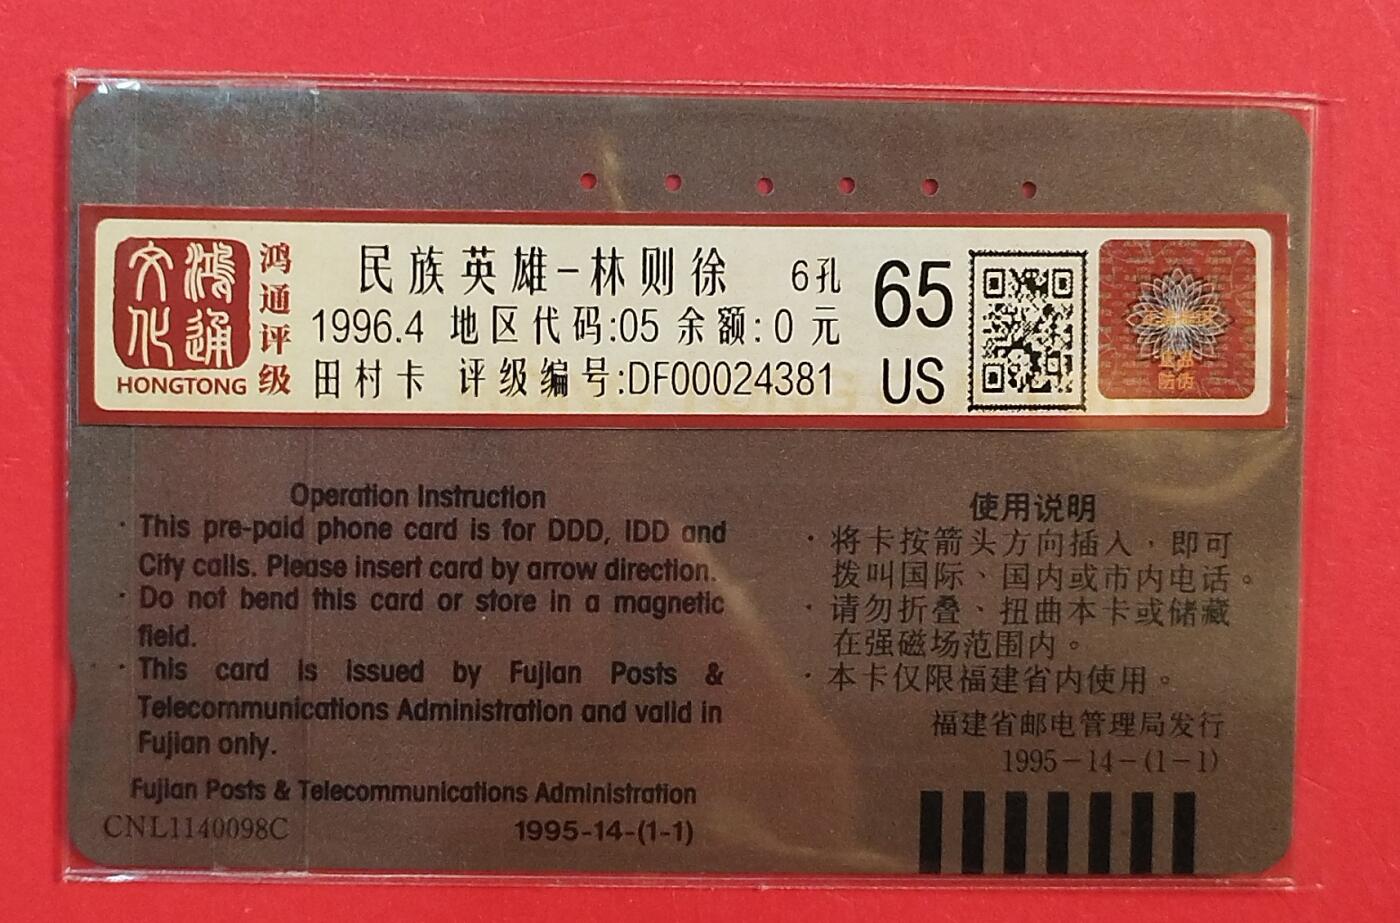 鸿通文化
HONGTONG
鸿通评级
民族英雄-林则徐 6孔
1996.4 地区代码:05 余额:0元
田村卡 评级编号:DF00024381
65
US
防伪
Operation Instruction
· This pre-paid phone card is for DDD, IDD and
City calls. Please insert card by arrow direction.
· Do not bend this card or store in a magnetic
field.
· This card is issued by Fujian Posts &
Telecommunications Administration and valid in
Fujian only.
Fujian Posts & Telecommunications Administration
CNL1140098C
1995-14-(1-1)
使用说明
· 将卡按箭头方向插入，即可
拨叫国际、国内或市内电话。
· 请勿折叠、扭曲本卡或储藏
在强磁场范围内。
· 本卡仅限福建省内使用。
福建省邮电管理局发行
1995-14-(1-1)